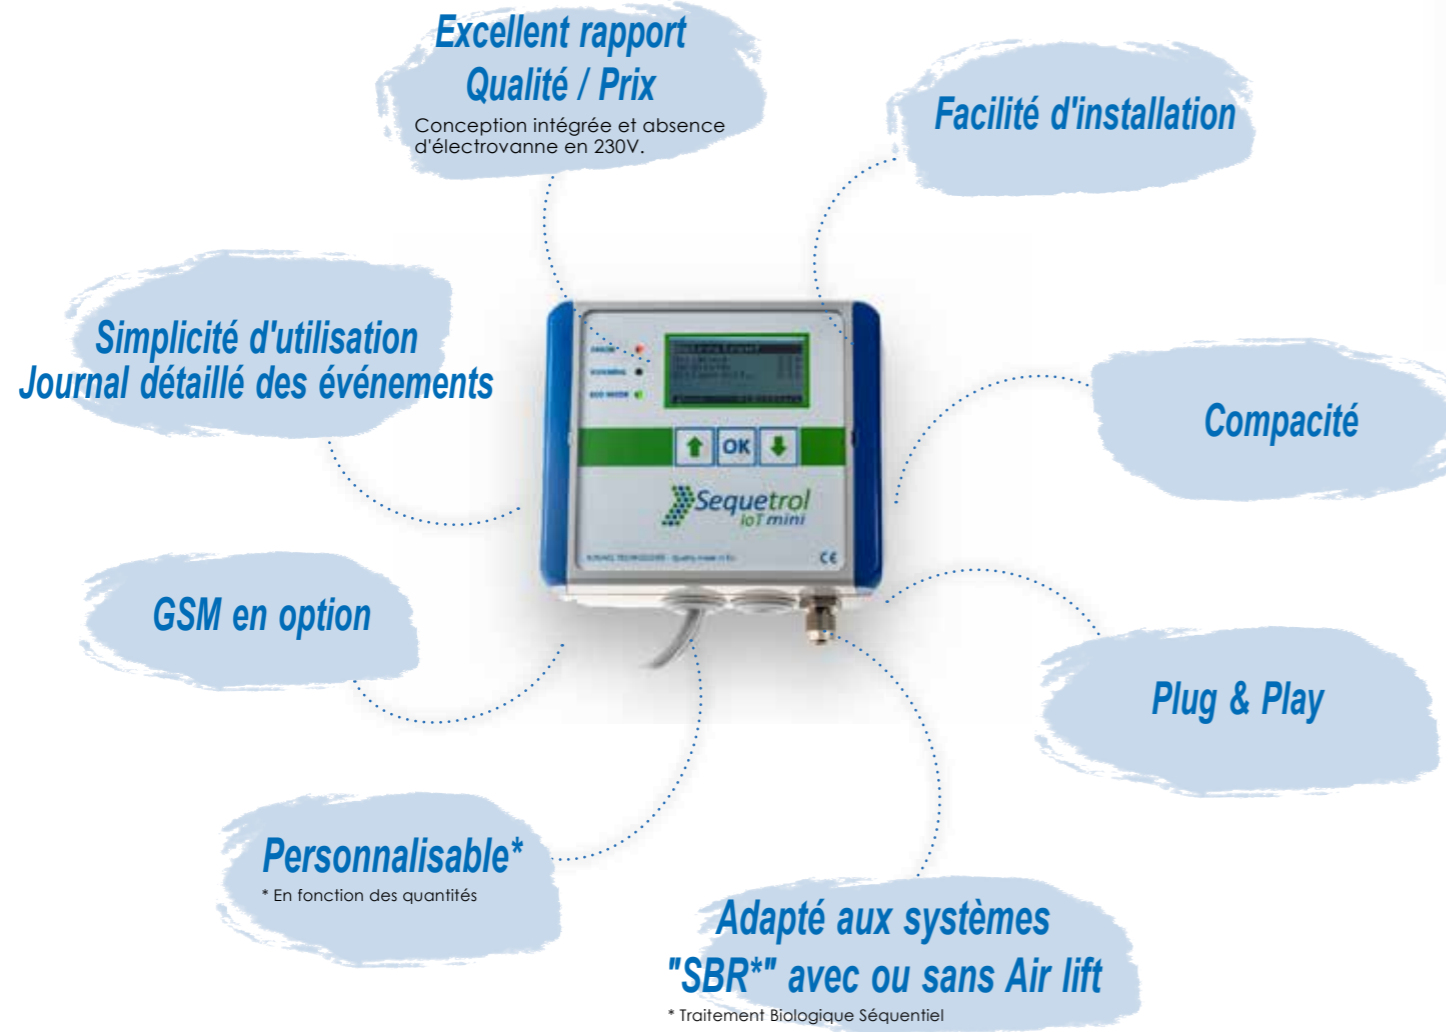 Excellent rapport
Qualité / Prix
Conception intégrée et absence
d'électrovanne en 230V.
Facilité d'installation
Simplicité d'utilisation
Journal détaillé des événements
Compacité
GSM en option
Plug & Play
Personnalisable*
* En fonction des quantités
Adapté aux systèmes
"SBR*" avec ou sans Air lift
* Traitement Biologique Séquentiel
ECO MODE
OK
Sequetrol
IoT mini
CE